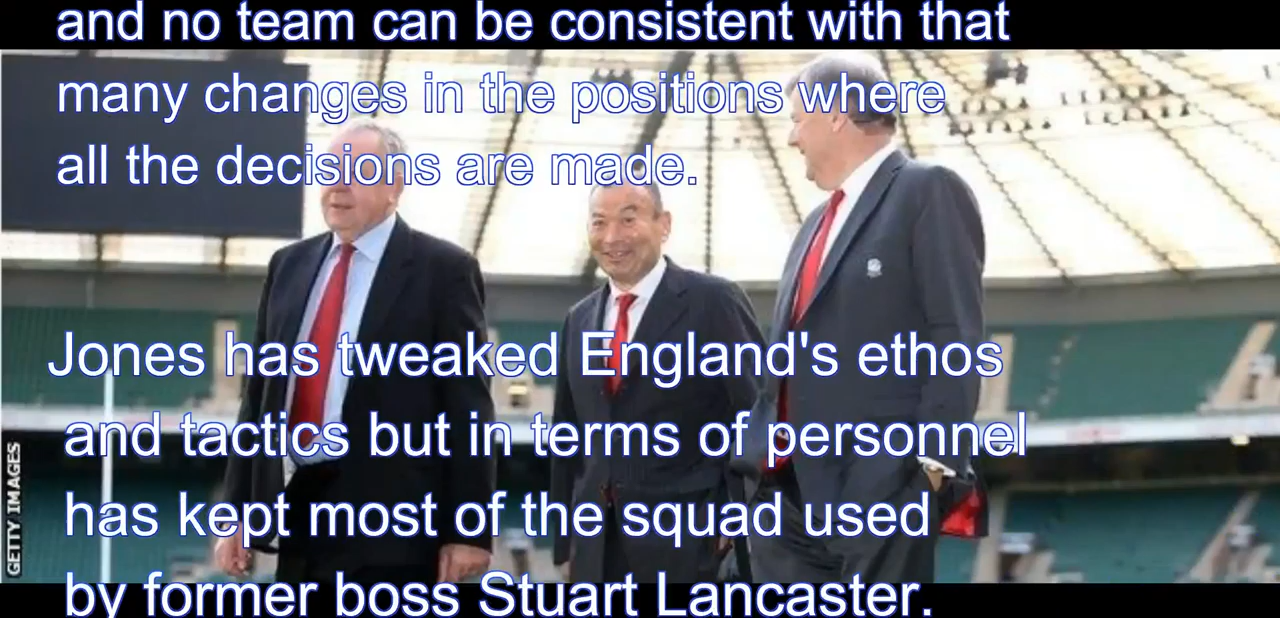 and no team can be consistent with that
many changes in the positions where
all the decisions are made.
Jones has tweaked England's ethos
and tactics but in terms of personnel
has kept most of the squad used
by former boss Stuart Lancaster.
GETTY IMAGES